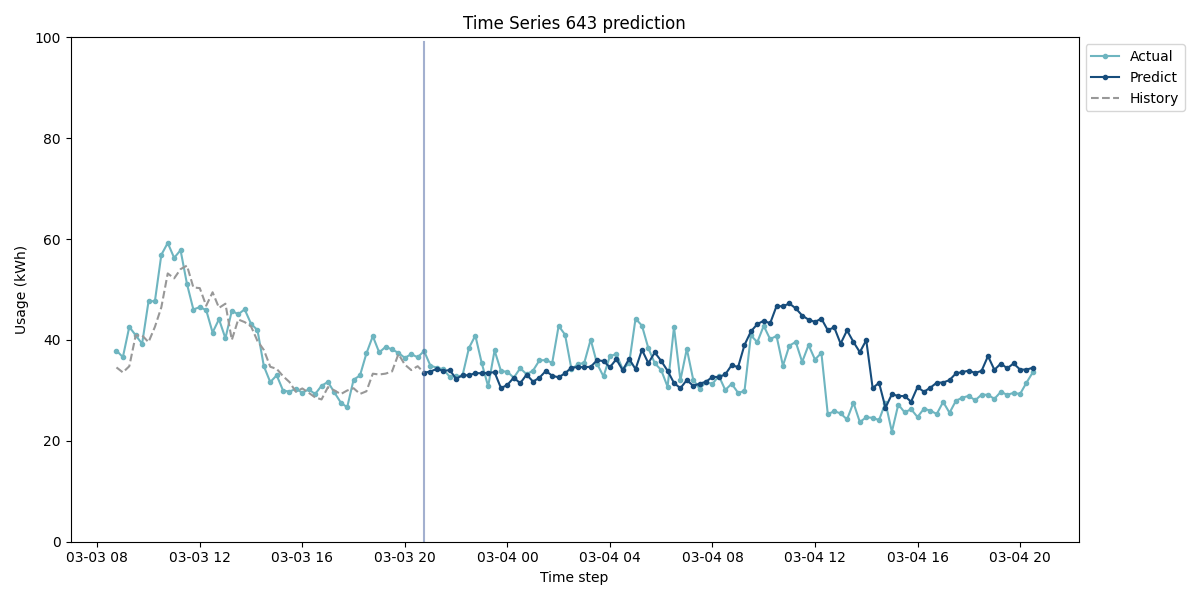 Time Series 643 prediction
Usage (kWh)
100
80
60
40
20
0
03-03 08
03-03 12
03-03 16
03-03 20
03-04 00
03-04 04
03-04 08
03-04 12
03-04 16
03-04 20
Time step
Actual
Predict
History